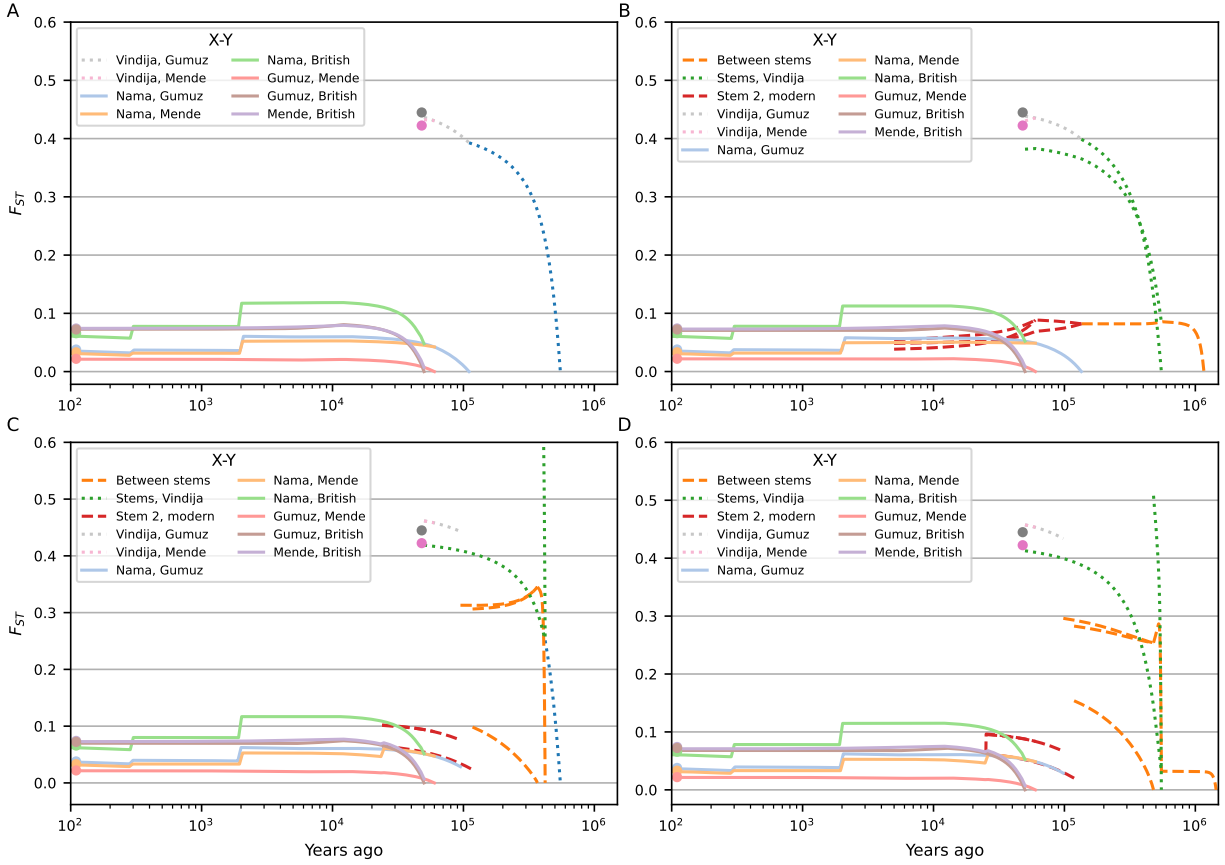 A
0.6
0.5
0.4
0.3
0.2
0.1
0.0
F_ST
X-Y
Vindija, Gumuz
Vindija, Mende
Nama, Gumuz
Nama, Mende
Nama, British
Gumuz, Mende
Gumuz, British
Mende, British
10^2
10^3
10^4
10^5
10^6
B
0.6
0.5
0.4
0.3
0.2
0.1
0.0
X-Y
Between stems
Stems, Vindija
Stem 2, modern
Vindija, Gumuz
Vindija, Mende
Nama, Gumuz
Nama, Mende
Nama, British
Gumuz, Mende
Gumuz, British
Mende, British
10^2
10^3
10^4
10^5
10^6
C
0.6
0.5
0.4
0.3
0.2
0.1
0.0
F_ST
X-Y
Between stems
Stems, Vindija
Stem 2, modern
Vindija, Gumuz
Vindija, Mende
Nama, Gumuz
Nama, Mende
Nama, British
Gumuz, Mende
Gumuz, British
Mende, British
10^2
10^3
10^4
10^5
10^6
Years ago
D
0.6
0.5
0.4
0.3
0.2
0.1
0.0
X-Y
Between stems
Stems, Vindija
Stem 2, modern
Vindija, Gumuz
Vindija, Mende
Nama, Gumuz
Nama, Mende
Nama, British
Gumuz, Mende
Gumuz, British
Mende, British
10^2
10^3
10^4
10^5
10^6
Years ago